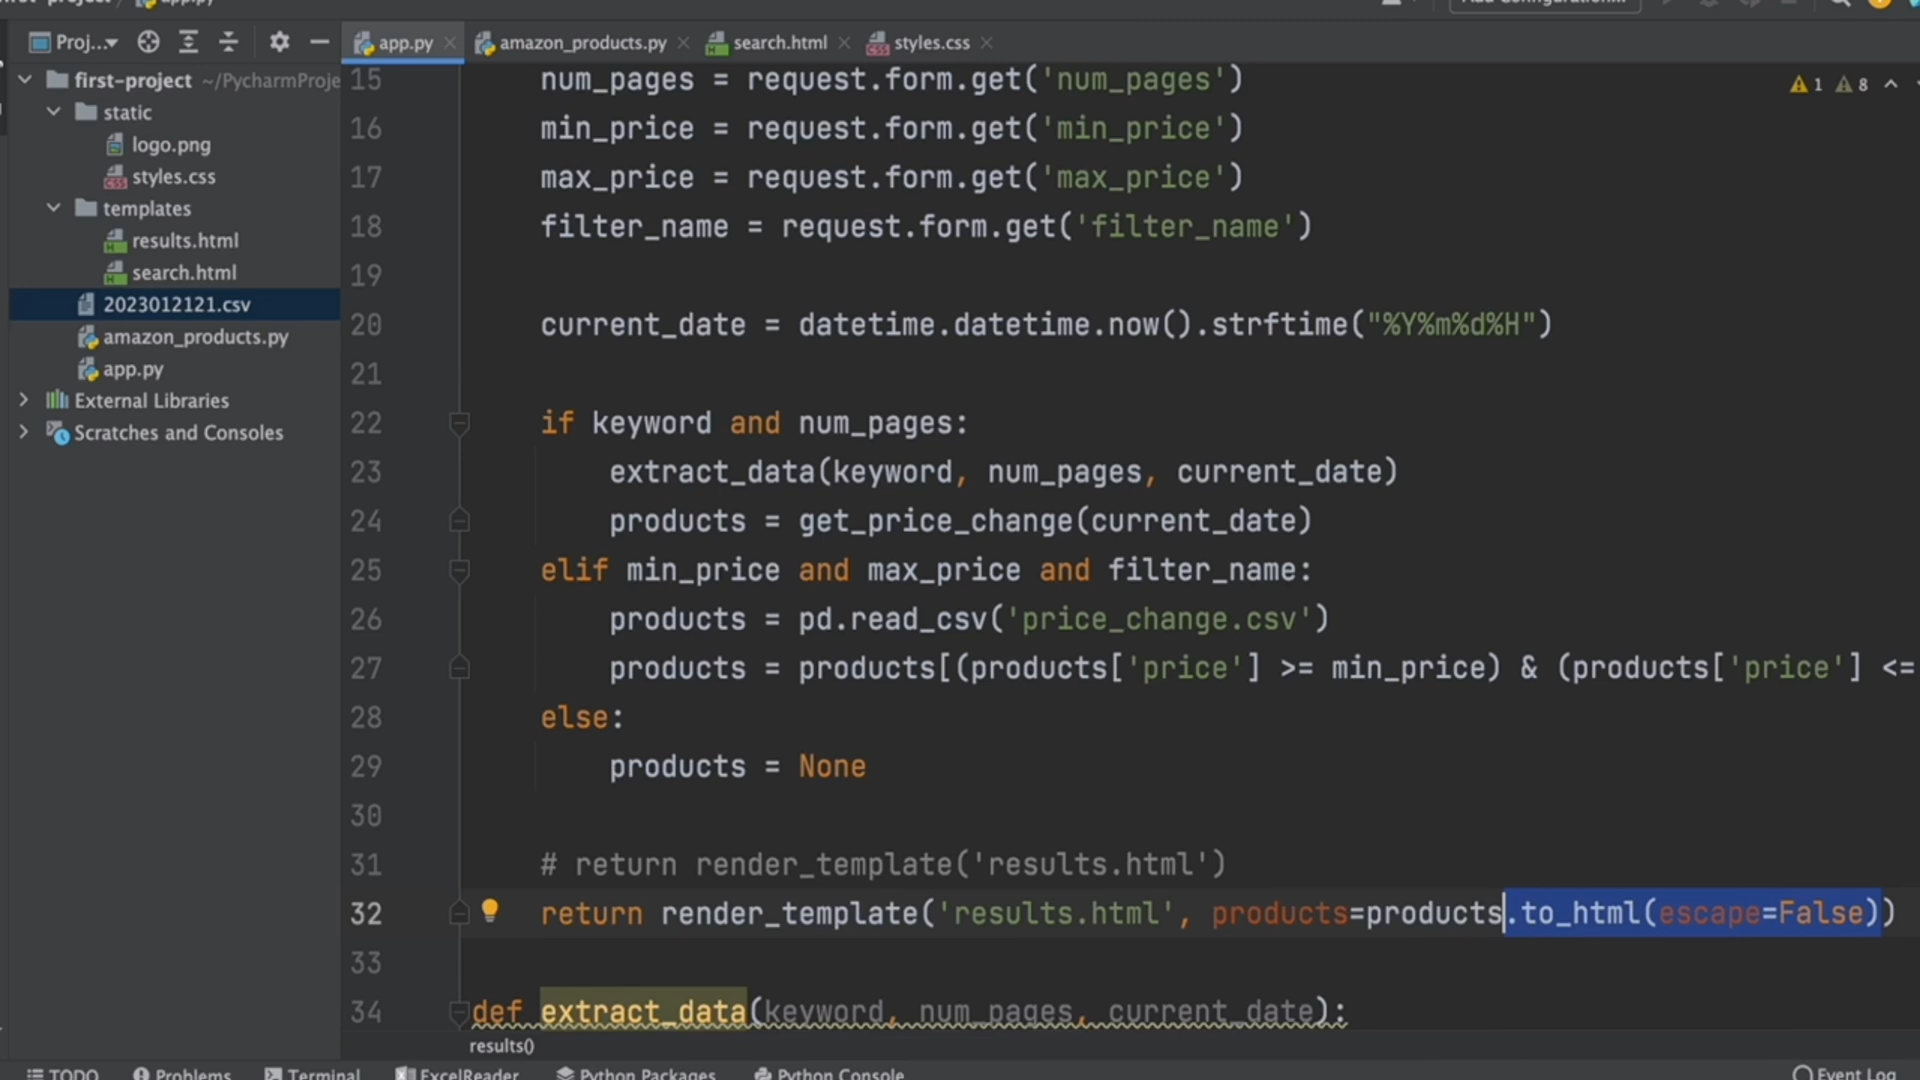 Proj...
app.py
amazon_products.py
search.html
styles.css
first-project ~/PycharmProje
static
logo.png
styles.css
templates
results.html
search.html
2023012121.csv
amazon_products.py
app.py
External Libraries
Scratches and Consoles
1 8
15 num_pages = request.form.get('num_pages')
16 min_price = request.form.get('min_price')
17 max_price = request.form.get('max_price')
18 filter_name = request.form.get('filter_name')
19
20 current_date = datetime.datetime.now().strftime("%Y%m%d%H")
21
22 if keyword and num_pages:
23 extract_data(keyword, num_pages, current_date)
24 products = get_price_change(current_date)
25 elif min_price and max_price and filter_name:
26 products = pd.read_csv('price_change.csv')
27 products = products[(products['price'] >= min_price) & (products['price'] <=
28 else:
29 products = None
30
31 # return render_template('results.html')
32 return render_template('results.html', products=products.to_html(escape=False))
33
34 def extract_data(keyword, num_pages, current_date):
results()
TODO
Problems
Terminal
ExcelReader
Python Packages
Python Console
Event Log